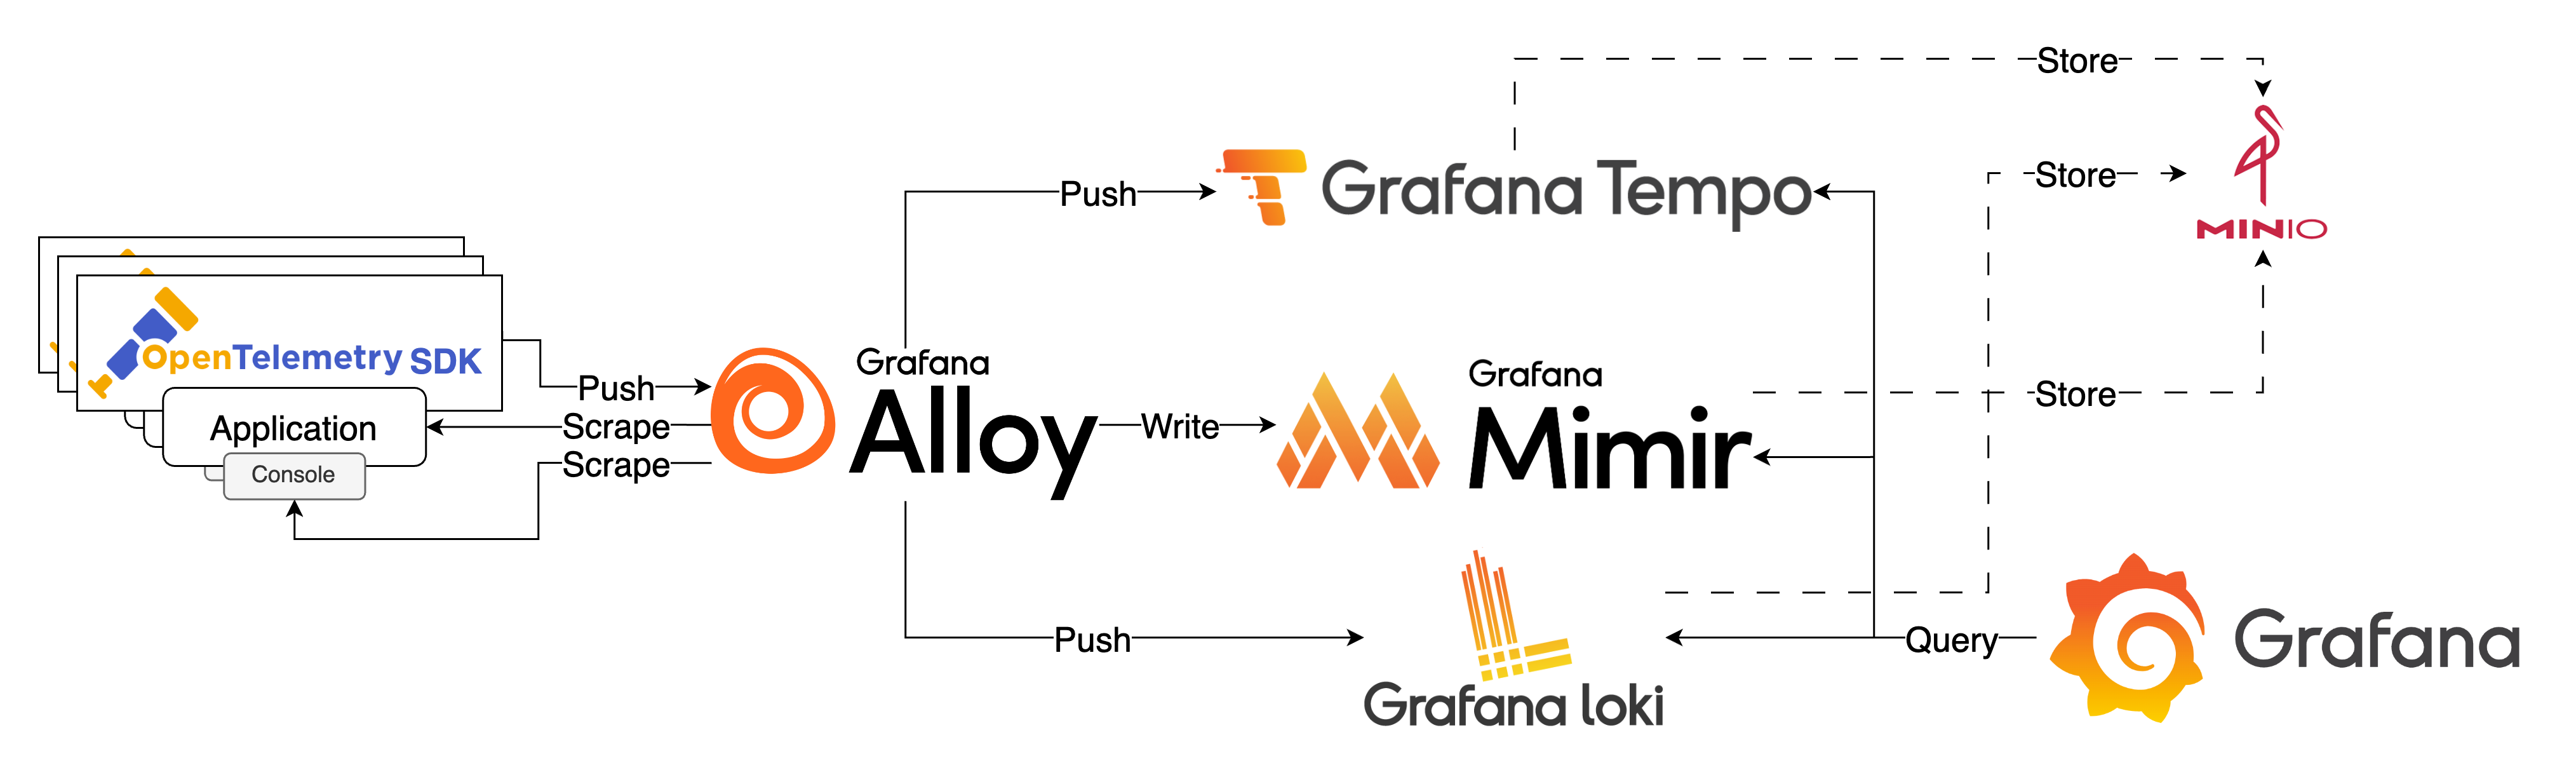 Store
Push
Grafana Tempo
Store
MINIO
OpenTelemetry SDK
Push
Application
Scrape
Console
Scrape
Grafana
Alloy
Write
Grafana
Mimir
Store
Push
Grafana loki
Query
Grafana